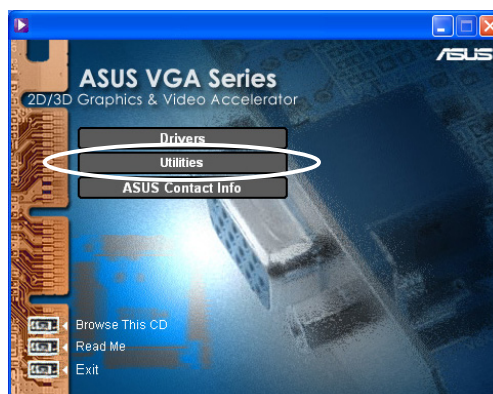 ASUS
ASUS VGA Series
2D/3D Graphics & Video Accelerator
Drivers
Utilities
ASUS Contact Info
Browse This CD
Read Me
Exit